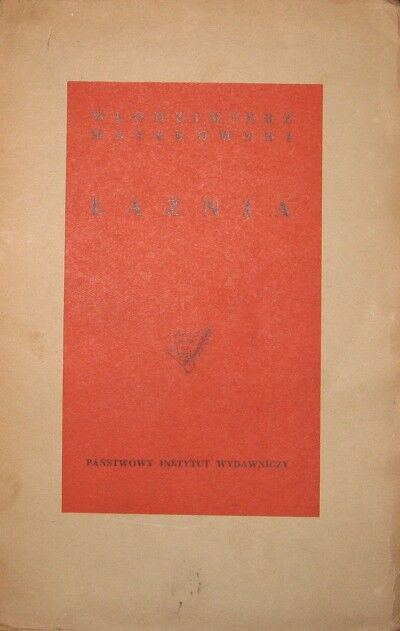 WŁODZIMIERZ
MAJAKOWSKI
ŁAŹNIA
PAŃSTWOWY INSTYTUT WYDAWNICZY